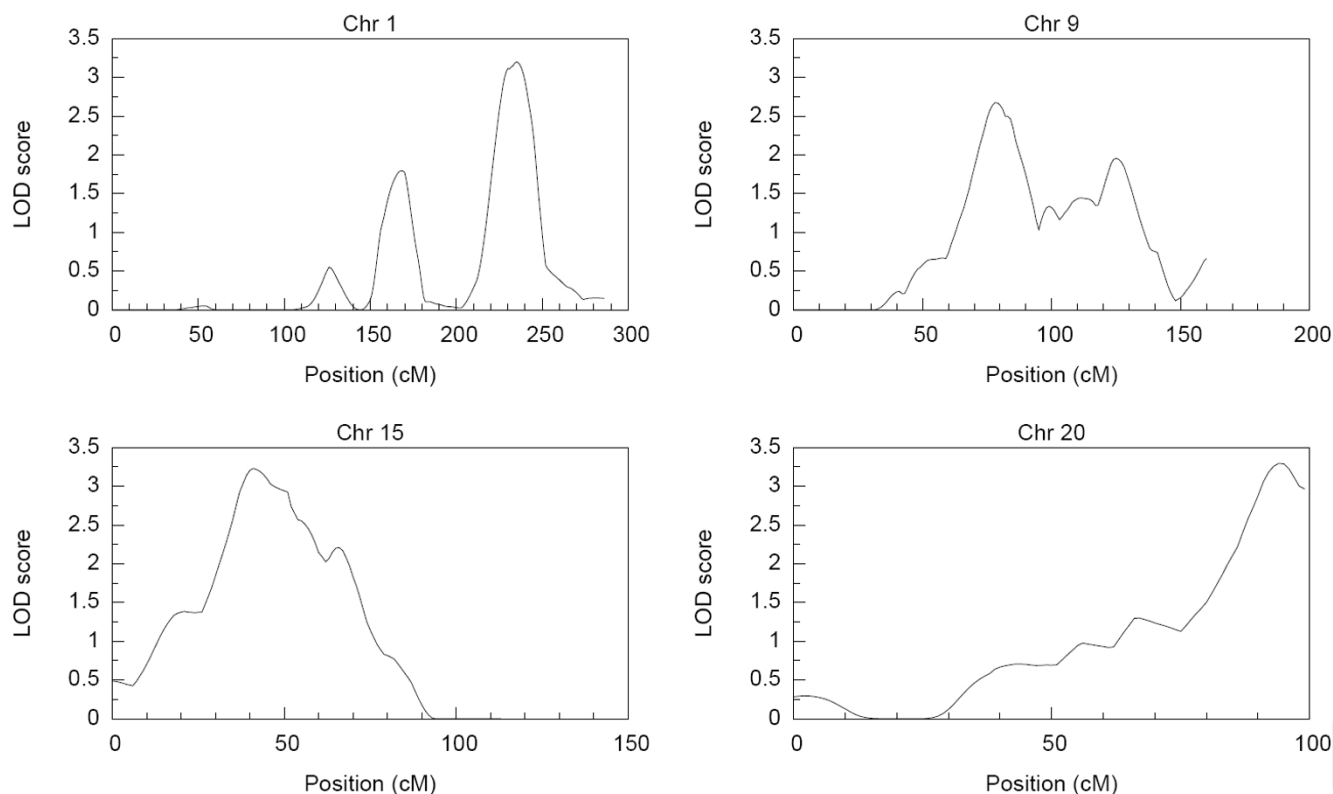 Chr 1
3.5
3
2.5
2
1.5
1
0.5
0
LOD score
0 50 100 150 200 250 300
Position (cM)
Chr 9
3.5
3
2.5
2
1.5
1
0.5
0
LOD score
0 50 100 150 200
Position (cM)
Chr 15
3.5
3
2.5
2
1.5
1
0.5
0
LOD score
0 50 100 150
Position (cM)
Chr 20
3.5
3
2.5
2
1.5
1
0.5
0
LOD score
0 50 100
Position (cM)